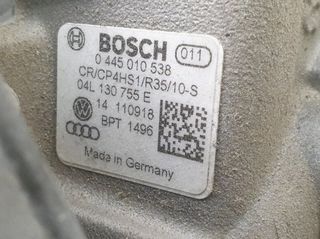 BOSCH 011
0 445 010 538
CR/CP4HS1/R35/10-S
04L 130 755 E
14 110918
BPT 1496
Made in Germany